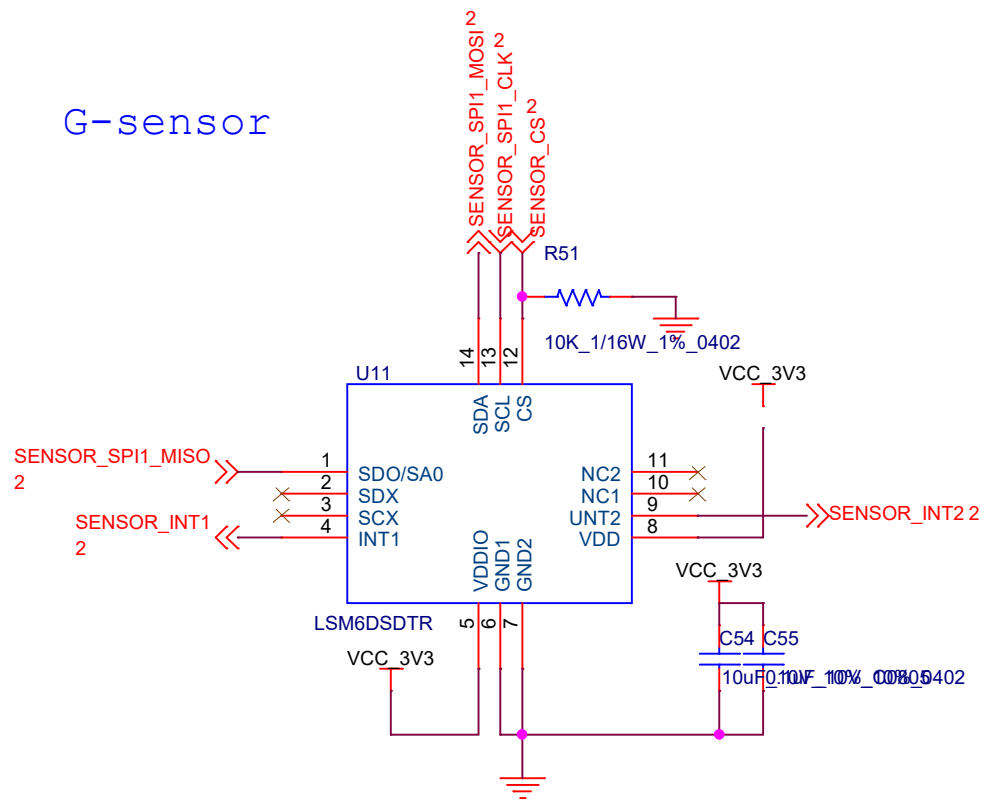 G-sensor
SENSOR_SPI1_MOSI 2
SENSOR_SPI1_CLK 2
SENSOR_CS 2
R51
10K_1/16W_1%_0402
14
13
12
U11
VCC_3V3
SDA
SCL
CS
SENSOR_SPI1_MISO
2
1
SDO/SA0
NC2
11
2
SDX
NC1
10
SENSOR_INT1
2
3
SCX
UNT2
9
SENSOR_INT2 2
4
INT1
VDD
8
VDDIO
GND1
GND2
VCC_3V3
LSM6DSDTR
5
6
7
VCC_3V3
C54
C55